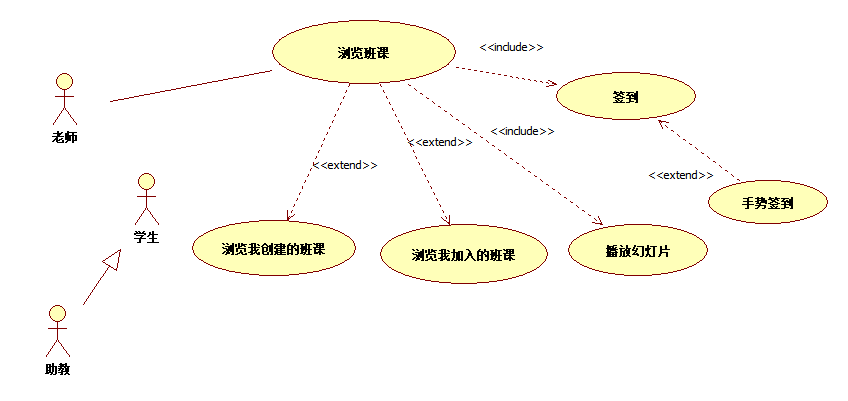 浏览班课
<<include>>
签到
老师
<<extend>>
<<extend>>
<<include>>
<<extend>>
手势签到
学生
浏览我创建的班课
浏览我加入的班课
播放幻灯片
助教